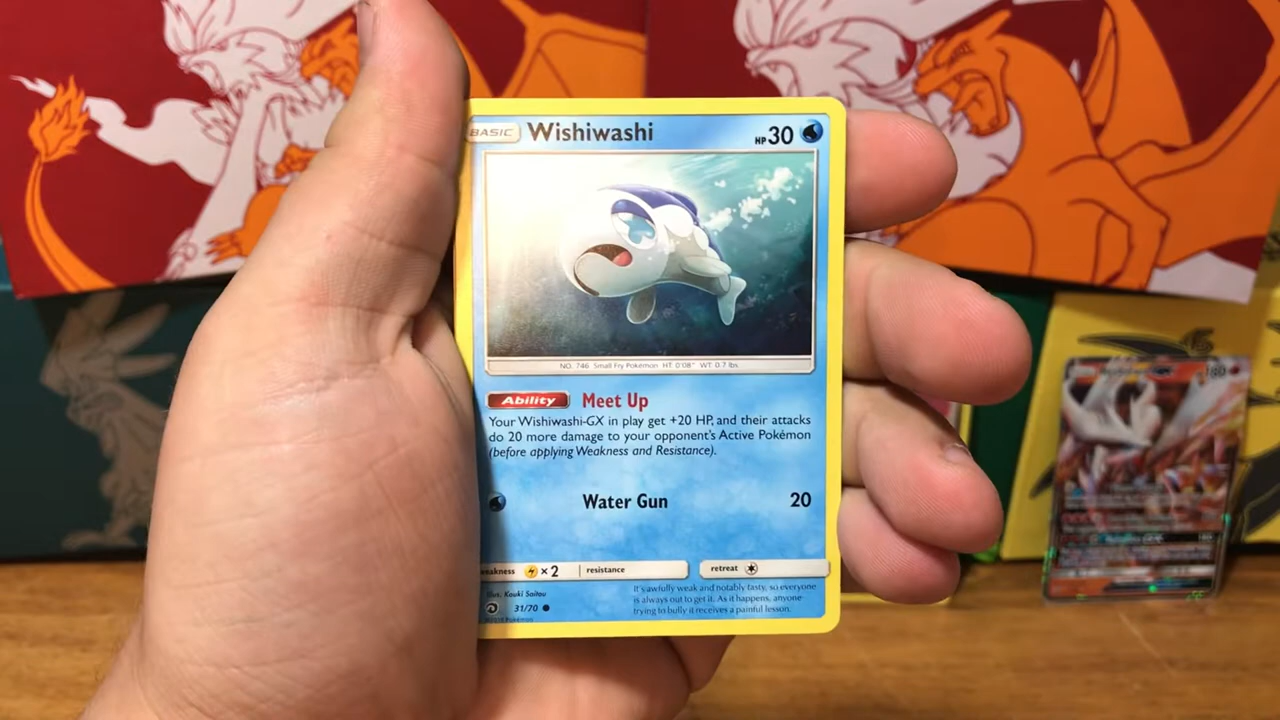 BASIC Wishiwashi HP 30
NO. 746 Small Fry Pokémon HT: 0'08" WT: 0.7 lbs.
Ability Meet Up
Your Wishiwashi-GX in play get +20 HP, and their attacks
do 20 more damage to your opponent's Active Pokémon
(before applying Weakness and Resistance).
Water Gun 20
weakness ×2 resistance retreat
It's awfully weak and notably tasty, so everyone
is always out to get it. As it happens, anyone
trying to bully it receives a painful lesson.
Illus. Kouki Saitou
31/70
©2018 Pokémon